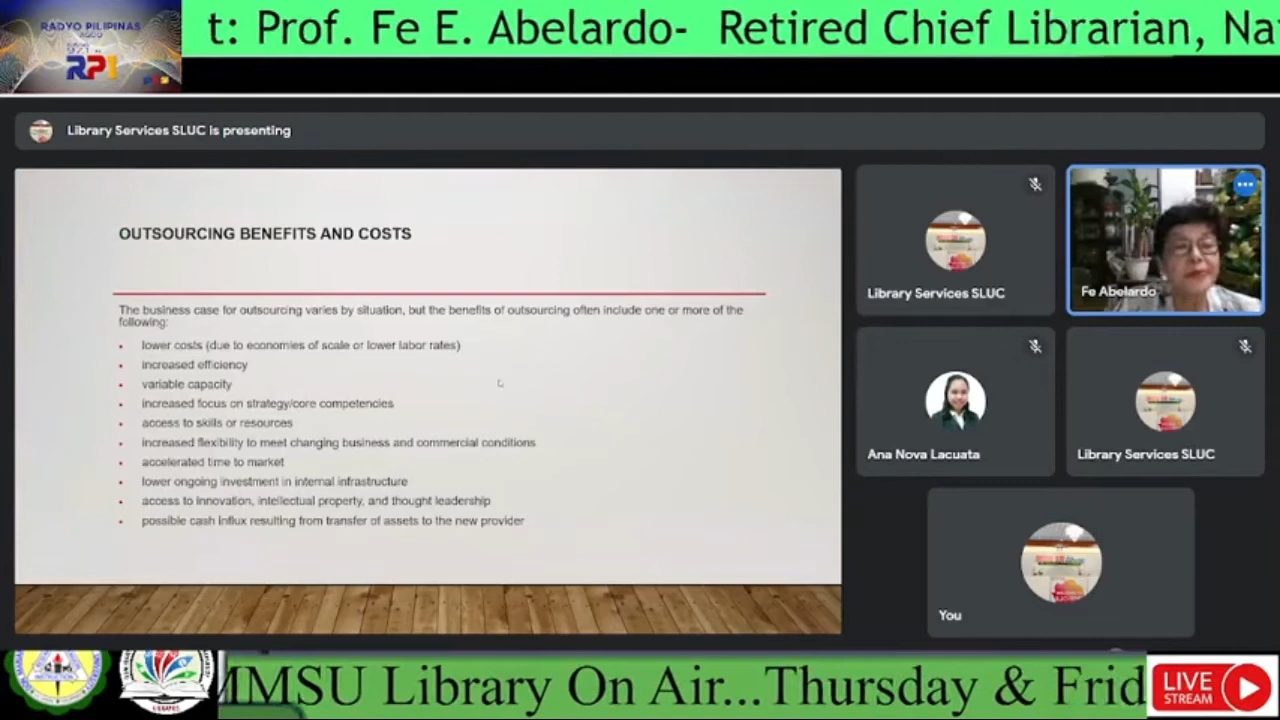 RADYO PILIPINAS
AGOO
RP1
t: Prof. Fe E. Abelardo- Retired Chief Librarian, Na
Library Services SLUC is presenting
OUTSOURCING BENEFITS AND COSTS
The business case for outsourcing varies by situation, but the benefits of outsourcing often include one or more of the
following:
• lower costs (due to economies of scale or lower labor rates)
• increased efficiency
• variable capacity
• increased focus on strategy/core competencies
• access to skills or resources
• increased flexibility to meet changing business and commercial conditions
• accelerated time to market
• lower ongoing investment in internal infrastructure
• access to innovation, intellectual property, and thought leadership
• possible cash influx resulting from transfer of assets to the new provider
Library Services SLUC
Fe Abelardo
Ana Nova Lacuata
Library Services SLUC
You
MMSU Library On Air...Thursday & Frid
LIVE
STREAM